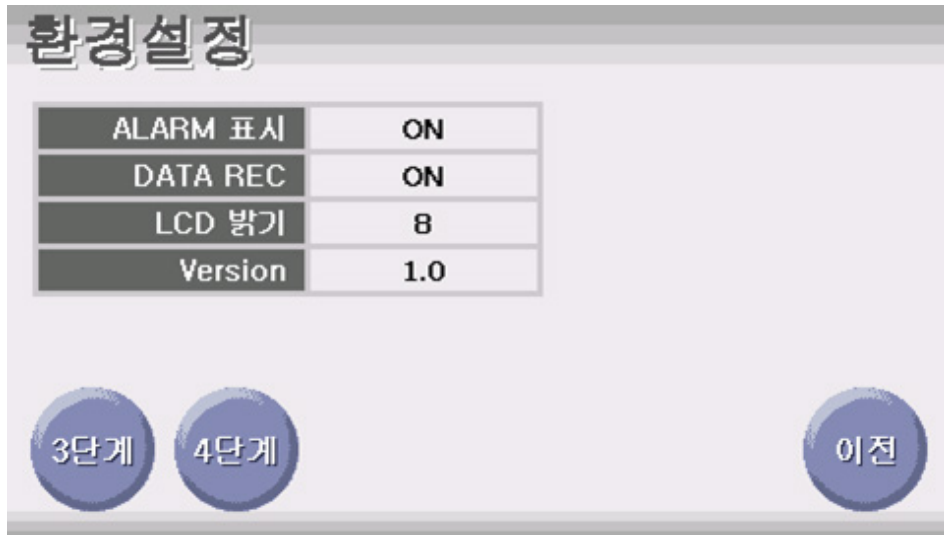 환경설정
ALARM 표시 ON
DATA REC ON
LCD 밝기 8
Version 1.0
3단계 4단계 이전